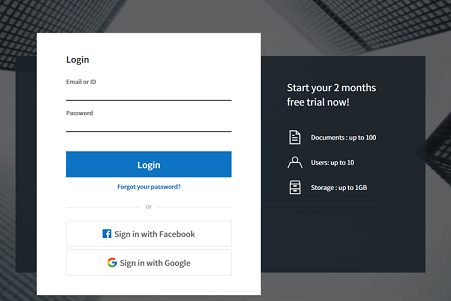 Login
Email or ID
Password
Login
Forgot your password?
or
Sign in with Facebook
Sign in with Google
Start your 2 months
free trial now!
Documents : up to 100
Users: up to 10
Storage : up to 1GB